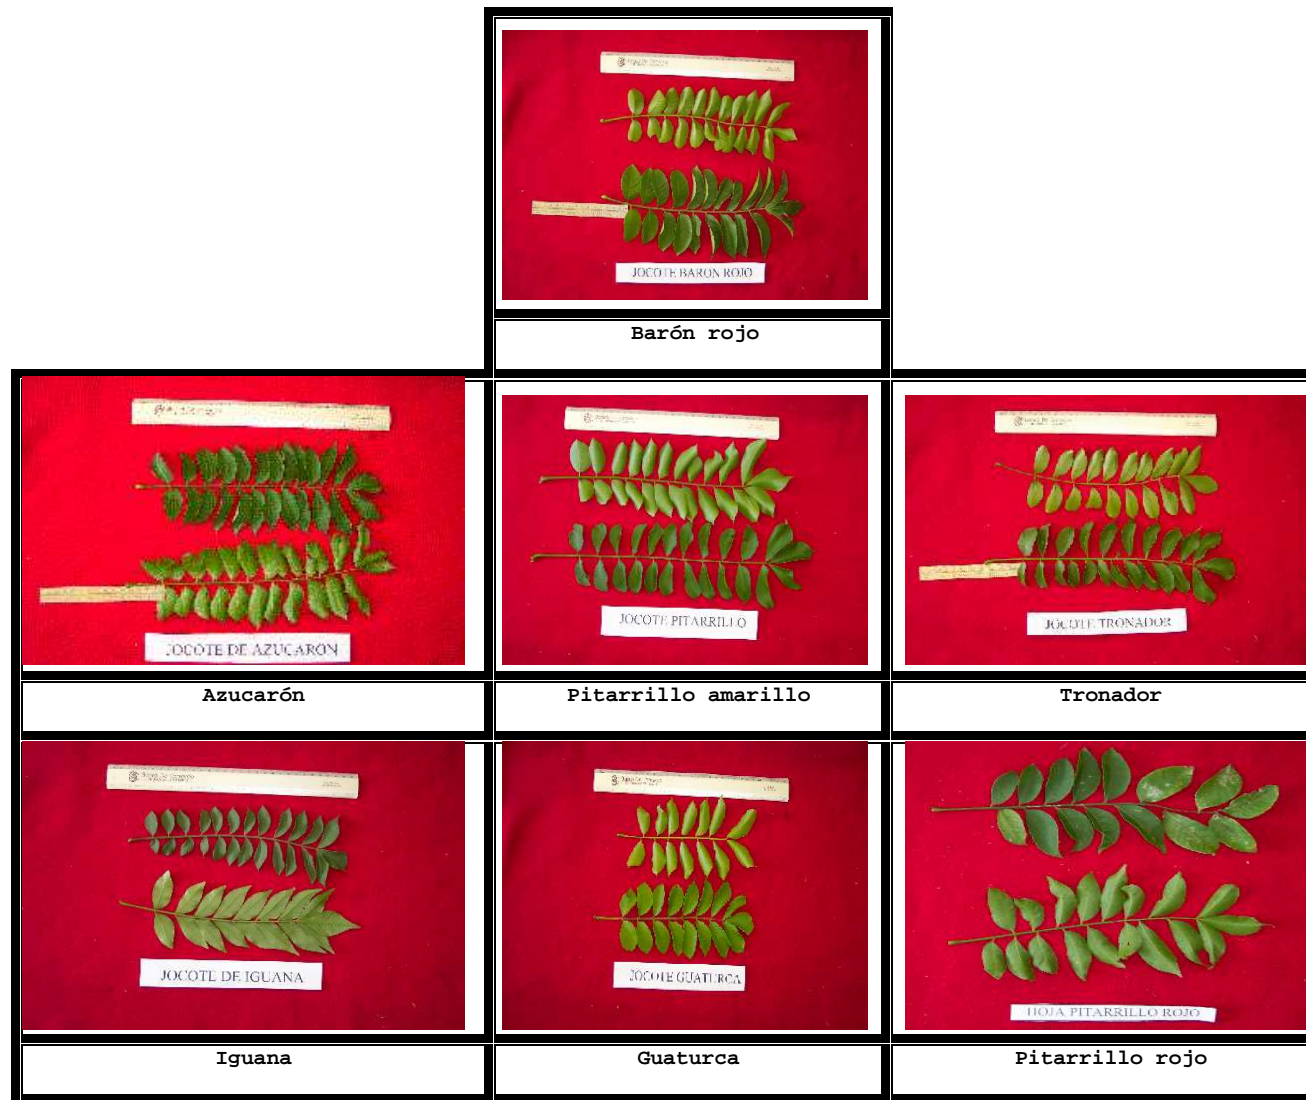 JOCOTE BARON ROJO
Barón rojo
JOCOTE DE AZUCARON
JOCOTE PITARRILLO
JOCOTE TRONADOR
Azucarón
Pitarrillo amarillo
Tronador
JOCOTE DE IGUANA
JOCOTE GUATURCA
HOJA PITARRILLO ROJO
Iguana
Guaturca
Pitarrillo rojo